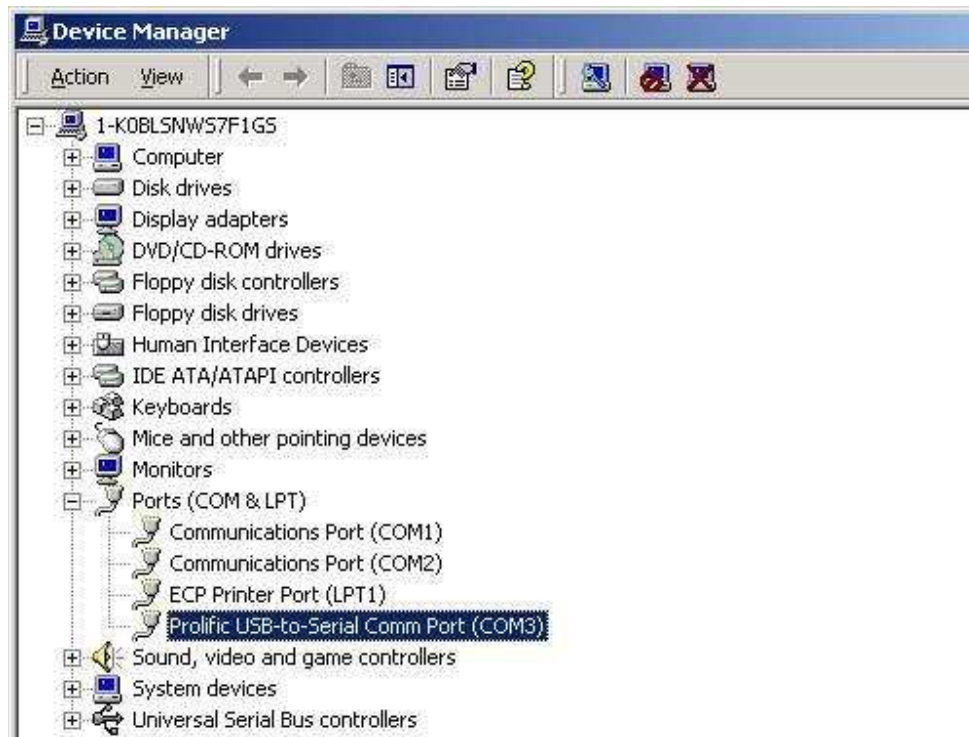 Device Manager
Action View
1-K0BLSNWS7F1GS
Computer
Disk drives
Display adapters
DVD/CD-ROM drives
Floppy disk controllers
Floppy disk drives
Human Interface Devices
IDE ATA/ATAPI controllers
Keyboards
Mice and other pointing devices
Monitors
Ports (COM & LPT)
Communications Port (COM1)
Communications Port (COM2)
ECP Printer Port (LPT1)
Prolific USB-to-Serial Comm Port (COM3)
Sound, video and game controllers
System devices
Universal Serial Bus controllers